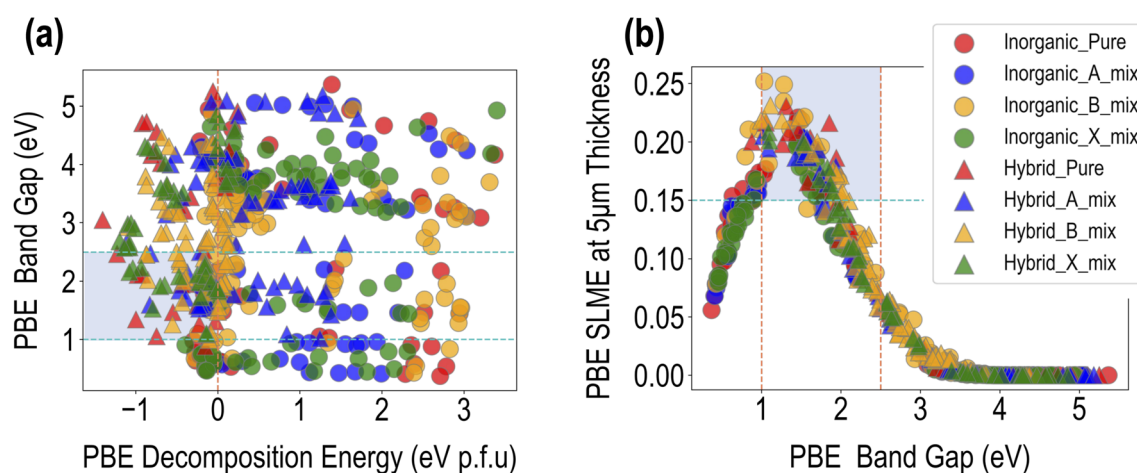 (a)
PBE Band Gap (eV)
5
4
3
2
1
−1
0
1
2
3
PBE Decomposition Energy (eV p.f.u)
(b)
PBE SLME at 5μm Thickness
0.25
0.20
0.15
0.10
0.05
0.00
1
2
3
4
5
PBE Band Gap (eV)
Inorganic_Pure
Inorganic_A_mix
Inorganic_B_mix
Inorganic_X_mix
Hybrid_Pure
Hybrid_A_mix
Hybrid_B_mix
Hybrid_X_mix